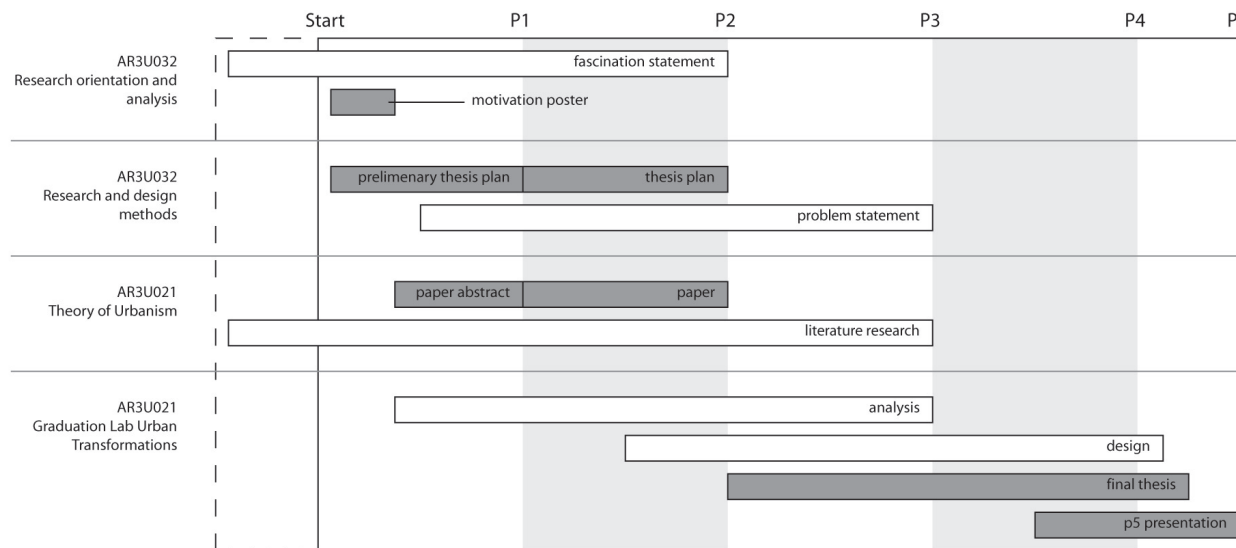 Start P1 P2 P3 P4 P
AR3U032
Research orientation and
analysis
fascination statement
motivation poster
AR3U032
Research and design
methods
prelimenary thesis plan
thesis plan
problem statement
AR3U021
Theory of Urbanism
paper abstract
paper
literature research
AR3U021
Graduation Lab Urban
Transformations
analysis
design
final thesis
p5 presentation